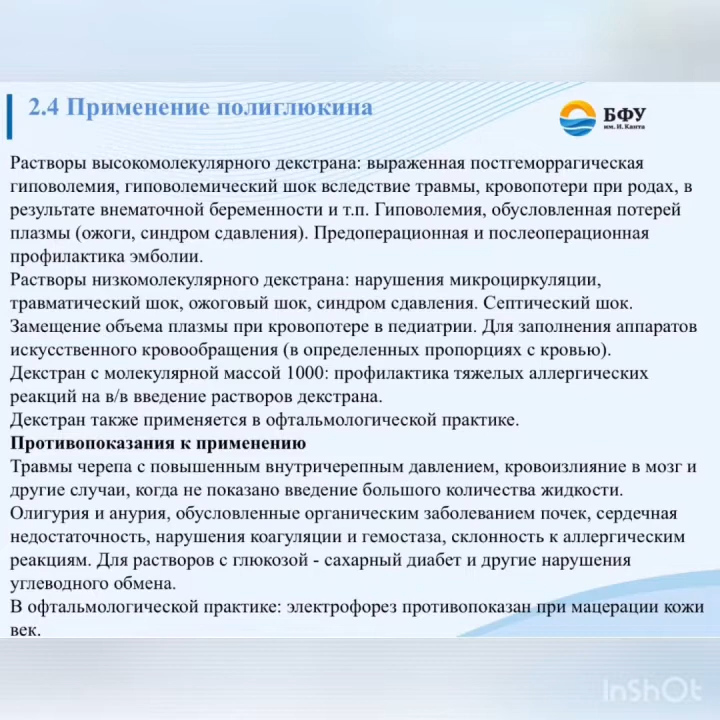 2.4 Применение полиглюкина
БФУ
им. И. Канта
Растворы высокомолекулярного декстрана: выраженная постгеморрагическая
гиповолемия, гиповолемический шок вследствие травмы, кровопотери при родах, в
результате внематочной беременности и т.п. Гиповолемия, обусловленная потерей
плазмы (ожоги, синдром сдавления). Предоперационная и послеоперационная
профилактика эмболии.
Растворы низкомолекулярного декстрана: нарушения микроциркуляции,
травматический шок, ожоговый шок, синдром сдавления. Септический шок.
Замещение объема плазмы при кровопотере в педиатрии. Для заполнения аппаратов
искусственного кровообращения (в определенных пропорциях с кровью).
Декстран с молекулярной массой 1000: профилактика тяжелых аллергических
реакций на в/в введение растворов декстрана.
Декстран также применяется в офтальмологической практике.
Противопоказания к применению
Травмы черепа с повышенным внутричерепным давлением, кровоизлияние в мозг и
другие случаи, когда не показано введение большого количества жидкости.
Олигурия и анурия, обусловленные органическим заболеванием почек, сердечная
недостаточность, нарушения коагуляции и гемостаза, склонность к аллергическим
реакциям. Для растворов с глюкозой - сахарный диабет и другие нарушения
углеводного обмена.
В офтальмологической практике: электрофорез противопоказан при мацерации кожи
век.
InShOt